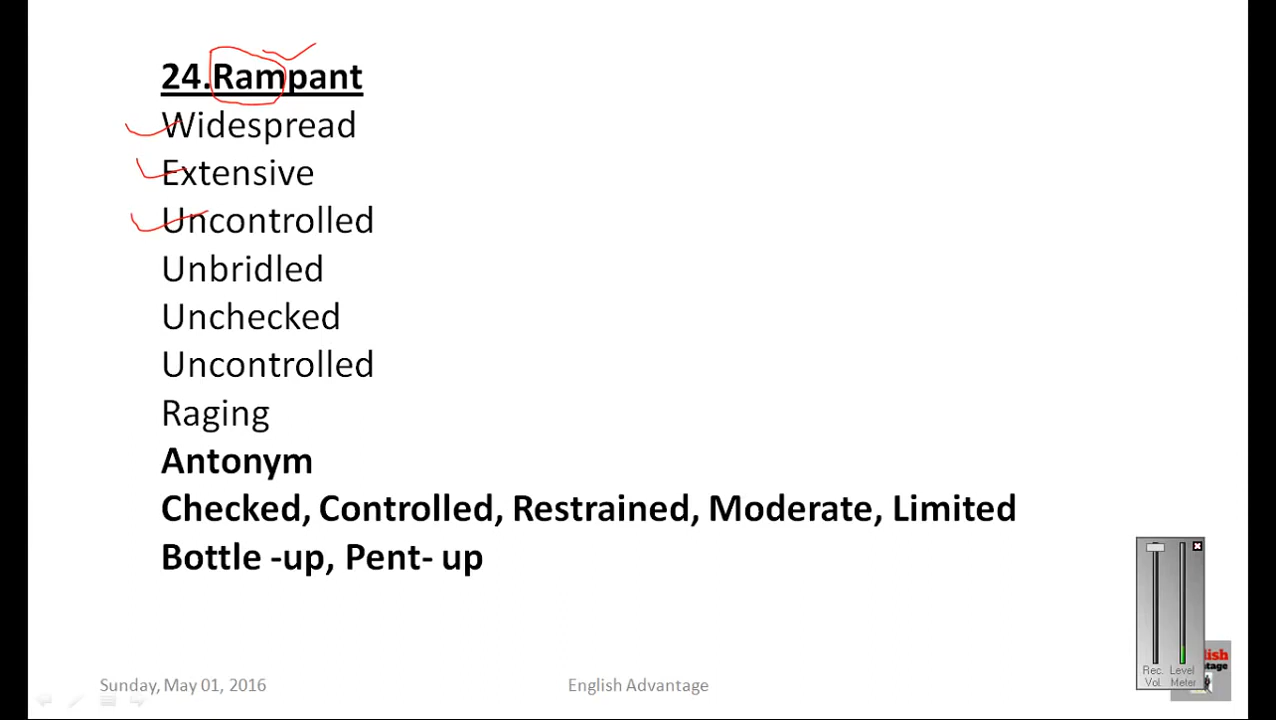 24.Rampant
Widespread
Extensive
Uncontrolled
Unbridled
Unchecked
Uncontrolled
Raging
Antonym
Checked, Controlled, Restrained, Moderate, Limited
Bottle -up, Pent- up
Rec. Level
Vol. Meter
Sunday, May 01, 2016 English Advantage